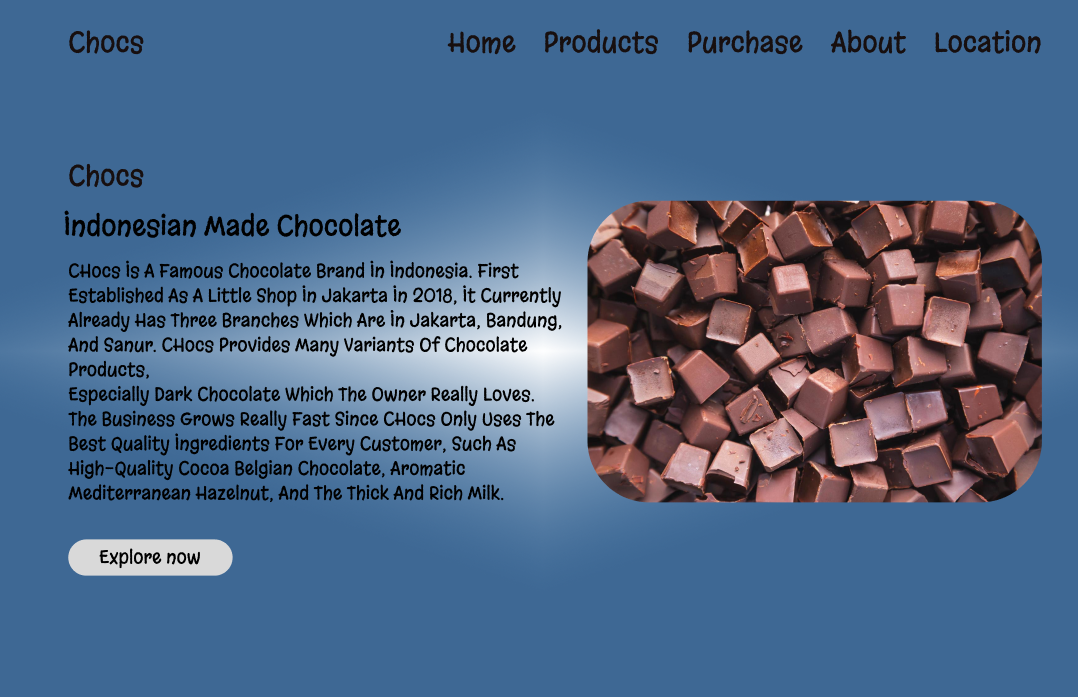 Chocs
Home Products Purchase About Location
Chocs
Indonesian Made Chocolate
CHocs İs A Famous Chocolate Brand İn İndonesia. First
Established As A Little Shop İn Jakarta İn 2018, İt Currently
Already Has Three Branches Which Are İn Jakarta, Bandung,
And Sanur. CHocs Provides Many Variants Of Chocolate
Products,
Especially Dark Chocolate Which The Owner Really Loves.
The Business Grows Really Fast Since CHocs Only Uses The
Best Quality İngredients For Every Customer, Such As
High-Quality Cocoa Belgian Chocolate, Aromatic
Mediterranean Hazelnut, And The Thick And Rich Milk.
Explore now